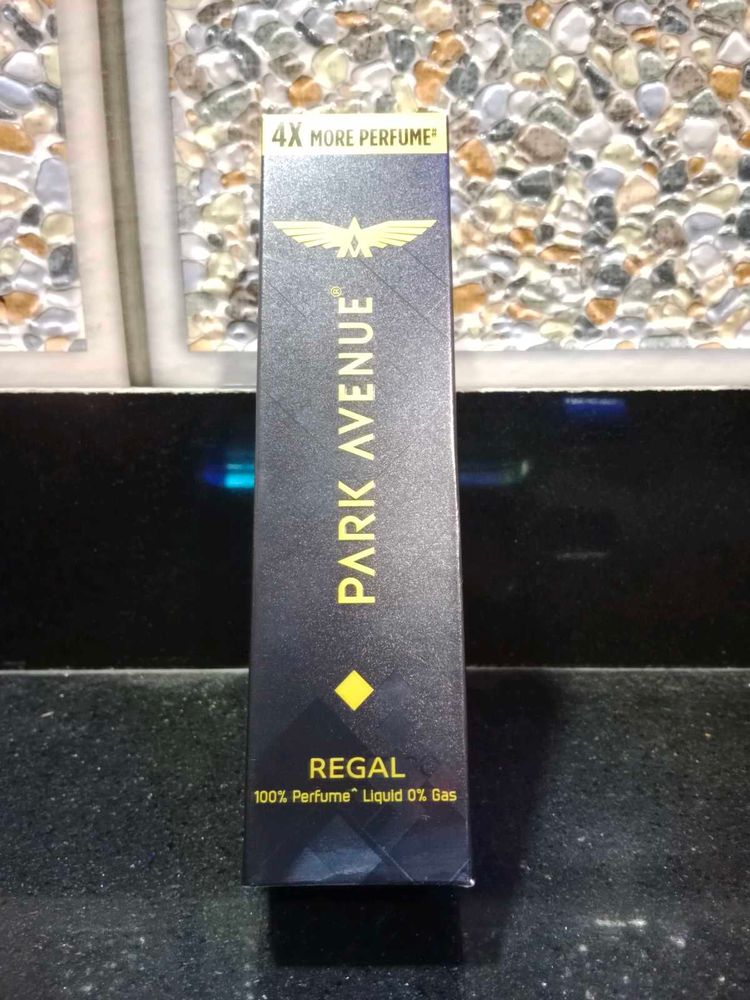 4X MORE PERFUME#
PARK AVENUE®
REGAL
100% Perfume^ Liquid 0% Gas